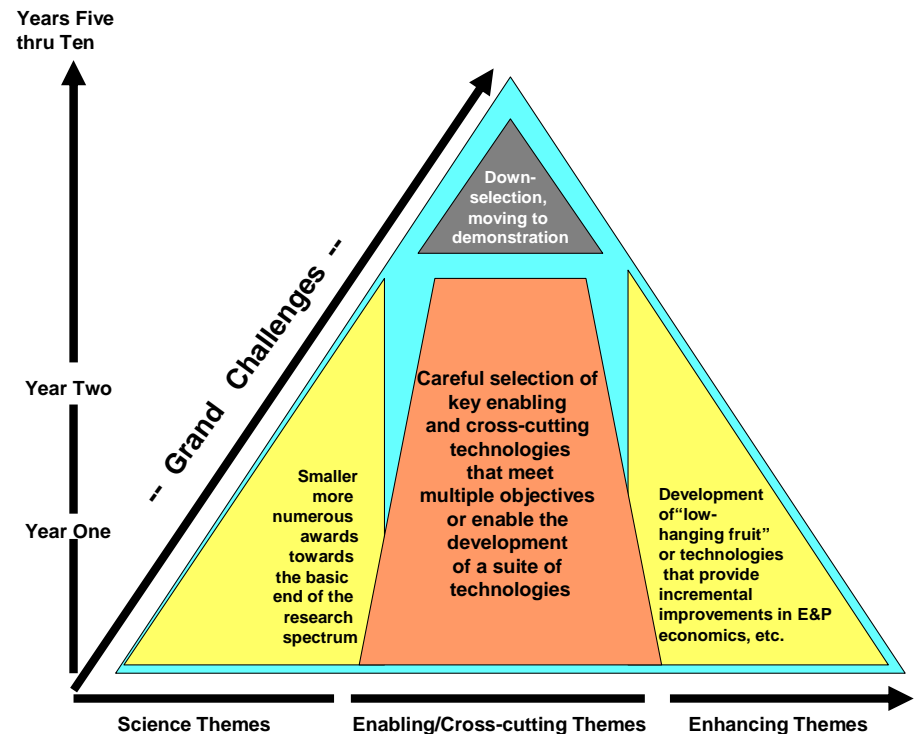 Years Five
thru Ten
Year Two
Year One
-- Grand Challenges --
Down-
selection,
moving to
demonstration
Careful selection of
key enabling
and cross-cutting
technologies
that meet
multiple objectives
or enable the
development
of a suite of
technologies
Smaller
more
numerous
awards
towards
the basic
end of the
research
spectrum
Development
of“low-
hanging fruit”
or technologies
that provide
incremental
improvements in E&P
economics, etc.
Science Themes
Enabling/Cross-cutting Themes
Enhancing Themes